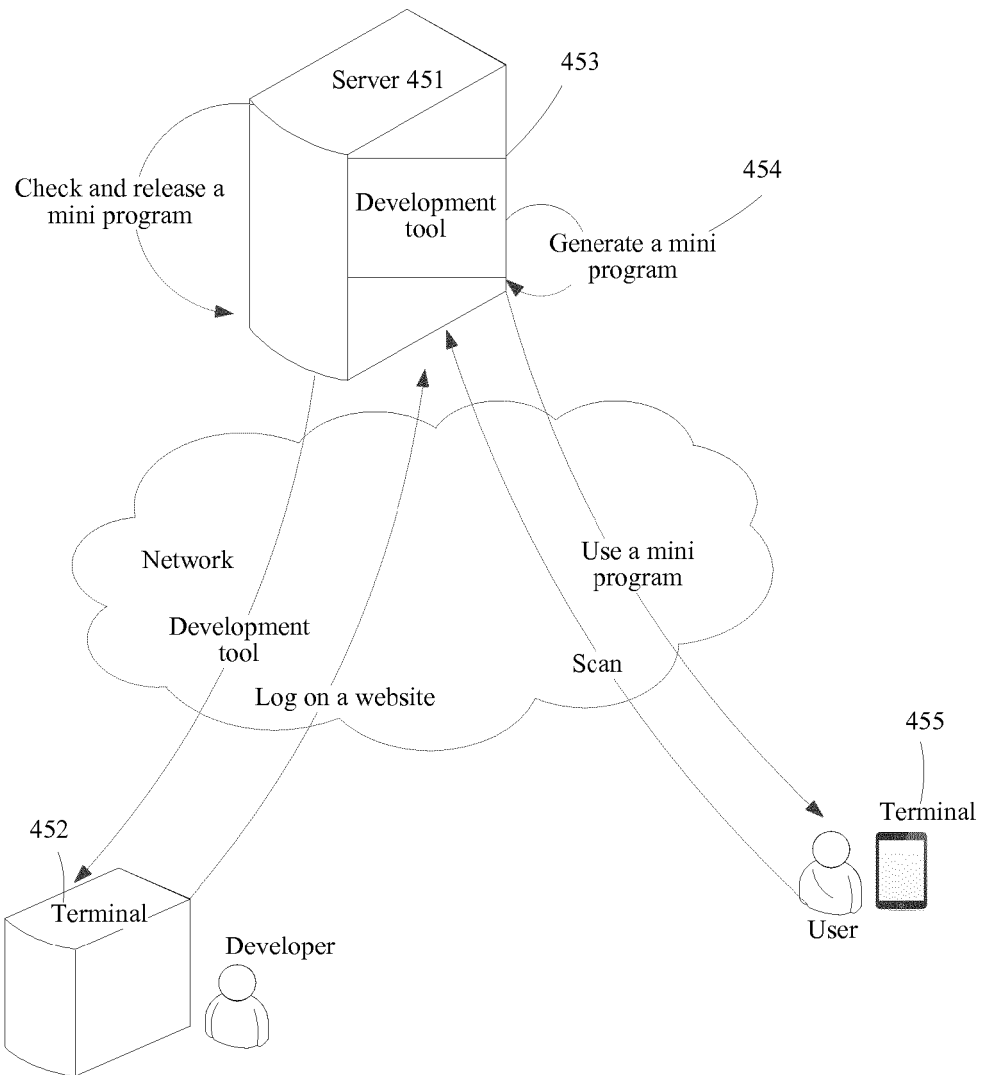 Server 451
453
Check and release a
mini program
Development
tool
454
Generate a mini
program
Network
Use a mini
program
Development
tool
Scan
Log on a website
455
Terminal
452
Terminal
User
Developer